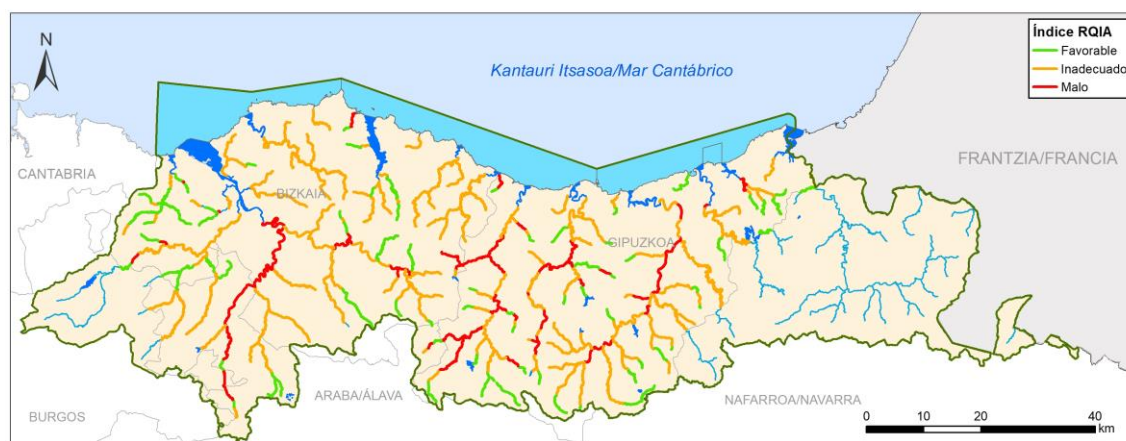 Índice RQIA
Favorable
Inadecuado
Malo
N
Kantauri Itsasoa/Mar Cantábrico
FRANTZIA/FRANCIA
CANTABRIA
BIZKAIA
GIPUZKOA
ARABA/ÁLAVA
NAFARROA/NAVARRA
BURGOS
0 10 20 40
km